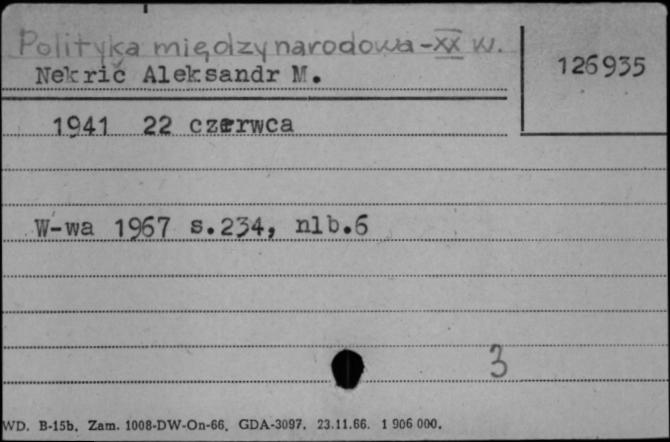 Polityka międzynarodowa - XX w.
Nekrič Aleksandr M.
126935
1941 22 czerwca
W-wa 1967 s.234, nlb.6
3
WD. B-15b. Zam. 1008-DW-On-66. GDA-3097. 23.11.66. 1 906 000.